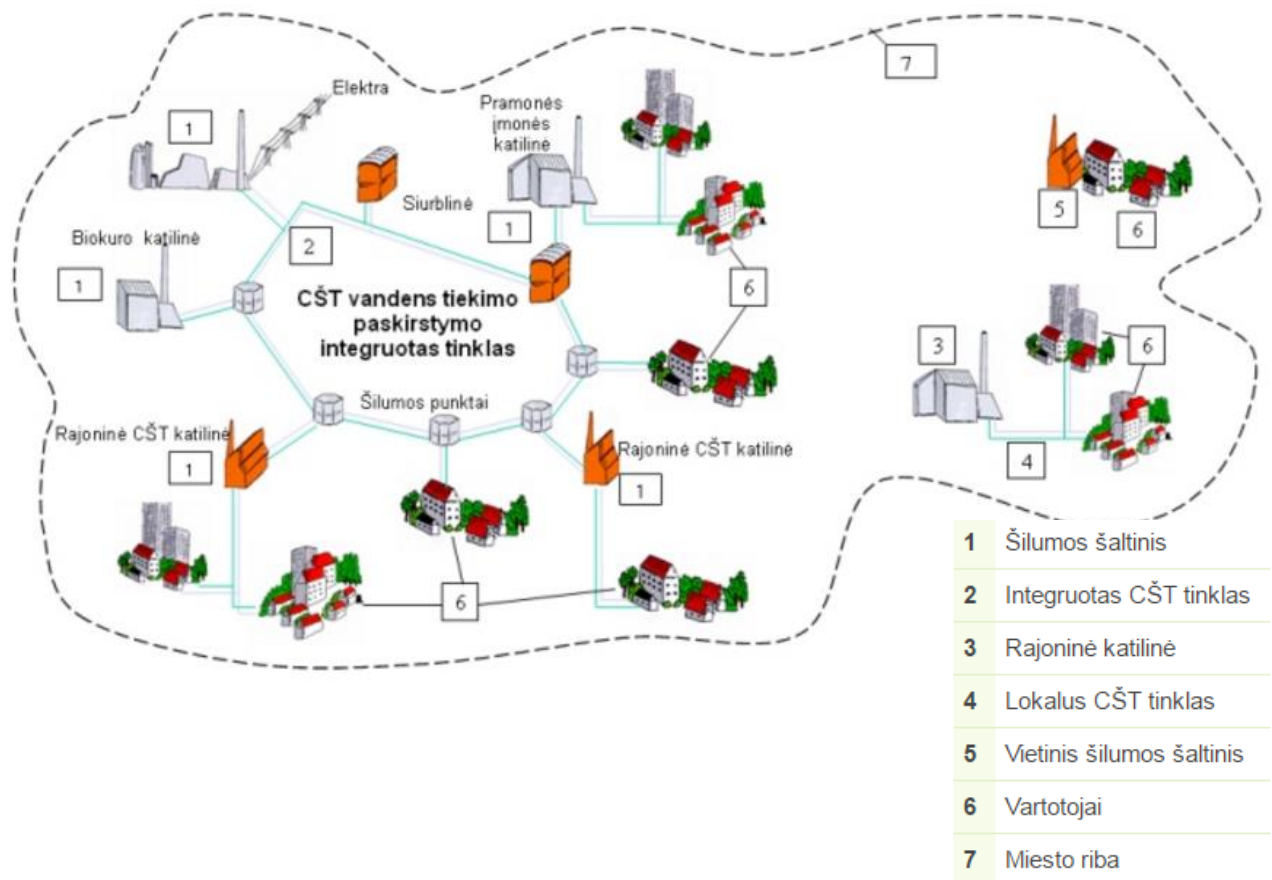 7
Elektra
1
Pramonės
įmonės
katilinė
Siurblinė
1
2
5
6
Biokuro katilinė
1
CŠT vandens tiekimo
paskirstymo
integruotas tinklas
6
3
6
Šilumos punktai
Rajoninė CŠT katilinė
1
Rajoninė CŠT katilinė
1
4
6
1 Šilumos šaltinis
2 Integruotas CŠT tinklas
3 Rajoninė katilinė
4 Lokalus CŠT tinklas
5 Vietinis šilumos šaltinis
6 Vartotojai
7 Miesto riba